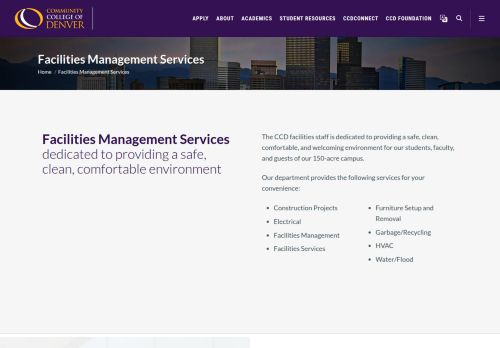 COMMUNITY
COLLEGE OF
DENVER
APPLY ABOUT ACADEMICS STUDENT RESOURCES CCDCONNECT CCD FOUNDATION
Facilities Management Services
Home / Facilities Management Services
Facilities Management Services
dedicated to providing a safe,
clean, comfortable environment
The CCD facilities staff is dedicated to providing a safe, clean,
comfortable, and welcoming environment for our students, faculty,
and guests of our 150-acre campus.
Our department provides the following services for your
convenience:
• Construction Projects
• Electrical
• Facilities Management
• Facilities Services
• Furniture Setup and
Removal
• Garbage/Recycling
• HVAC
• Water/Flood